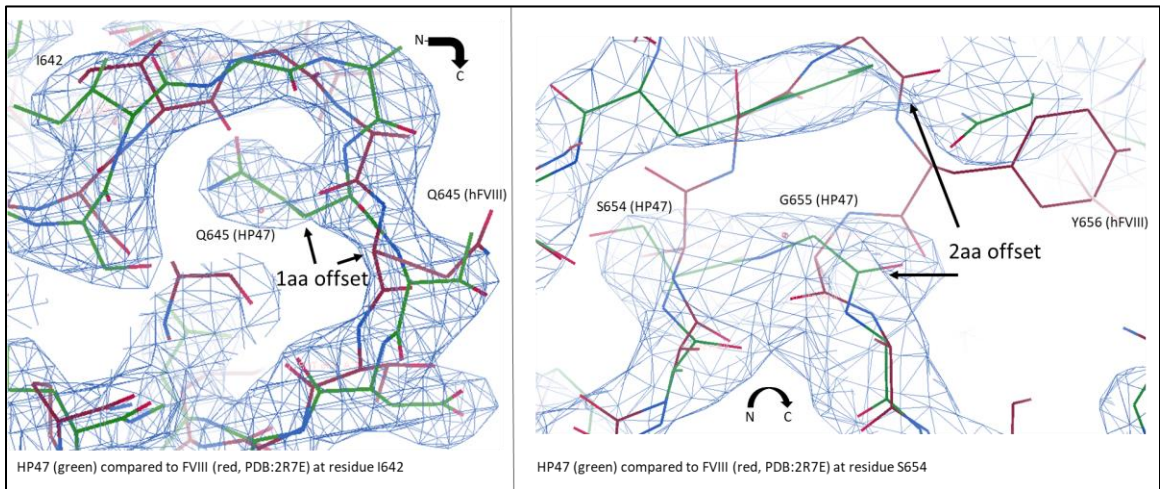 I642
N-
C
Q645 (hFVIII)
Q645 (HP47)
1aa offset
HP47 (green) compared to FVIII (red, PDB:2R7E) at residue I642
S654 (HP47)
G655 (HP47)
Y656 (hFVIII)
2aa offset
N C
HP47 (green) compared to FVIII (red, PDB:2R7E) at residue S654